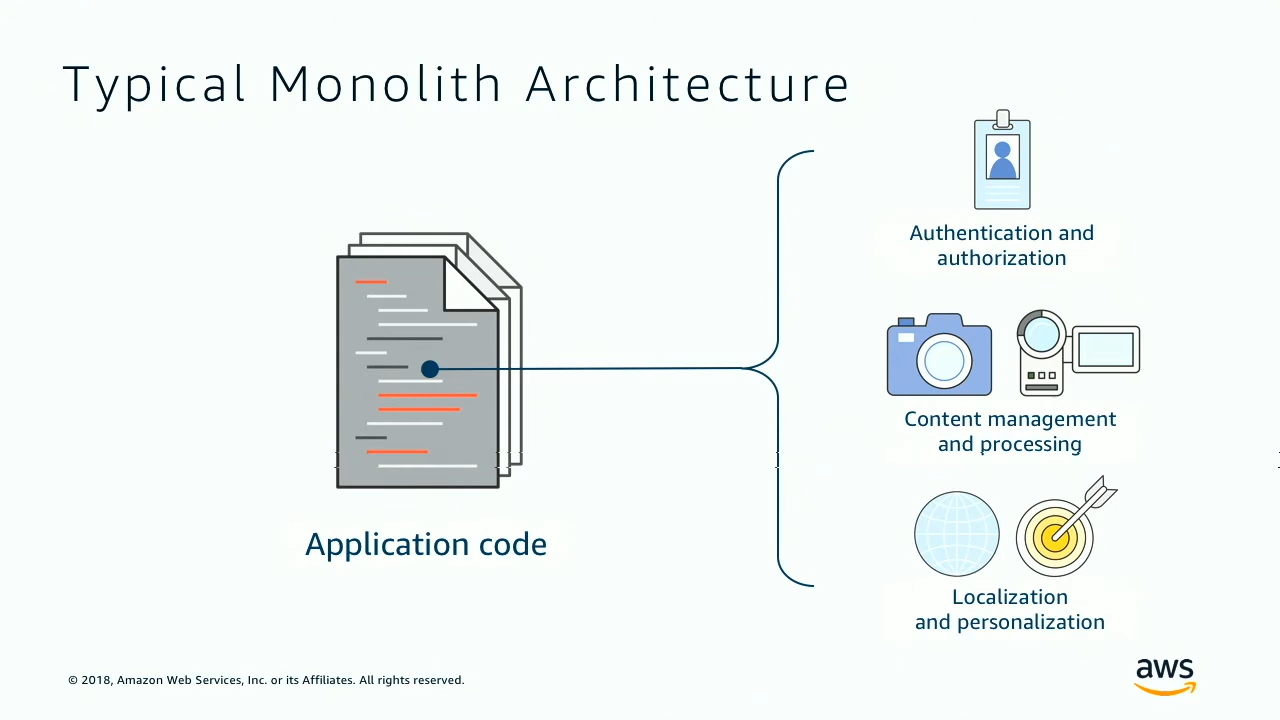 Typical Monolith Architecture
Authentication and
authorization
Content management
and processing
Application code
Localization
and personalization
© 2018, Amazon Web Services, Inc. or its Affiliates. All rights reserved.
aws